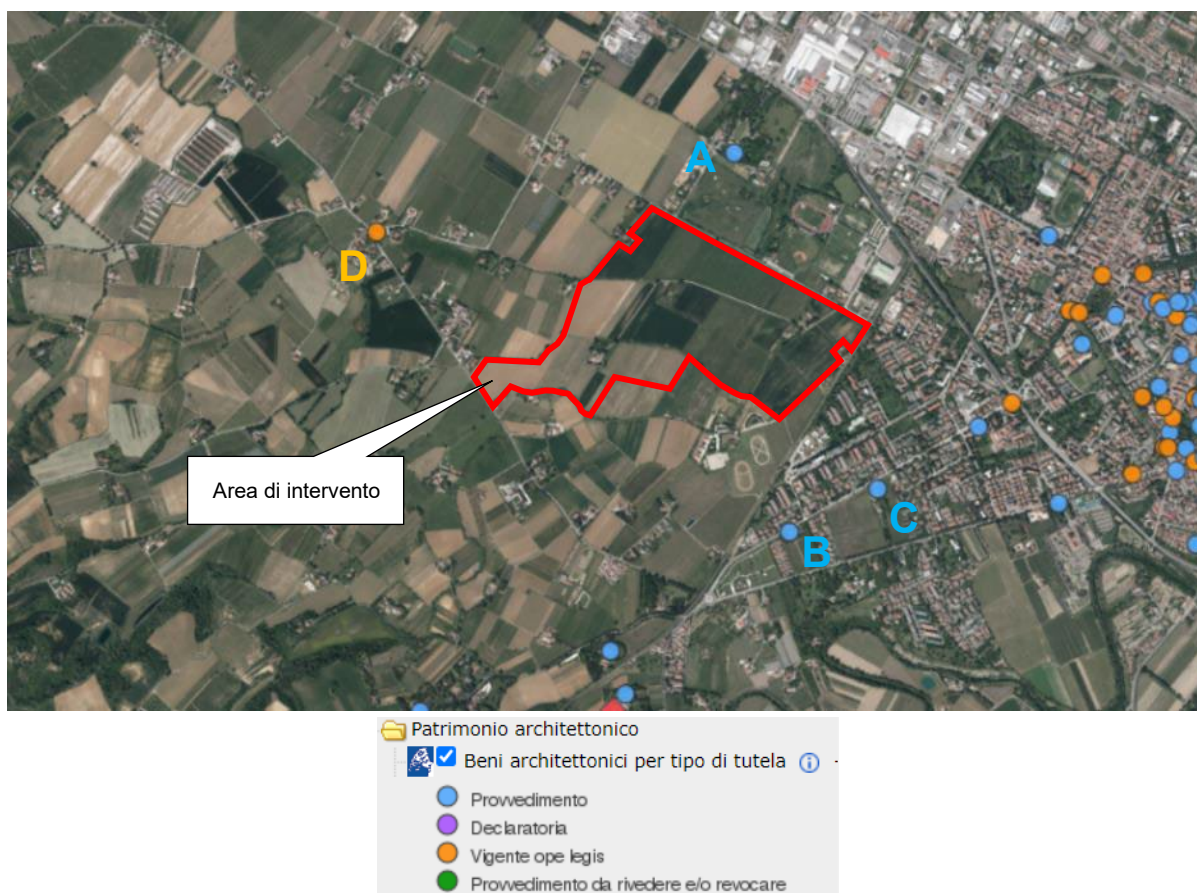 A
D
Area di intervento
C
B
Patrimonio architettonico
Beni architettonici per tipo di tutela
Provvedimento
Declaratoria
Vigente ope legis
Provvedimento da rivedere e/o revocare